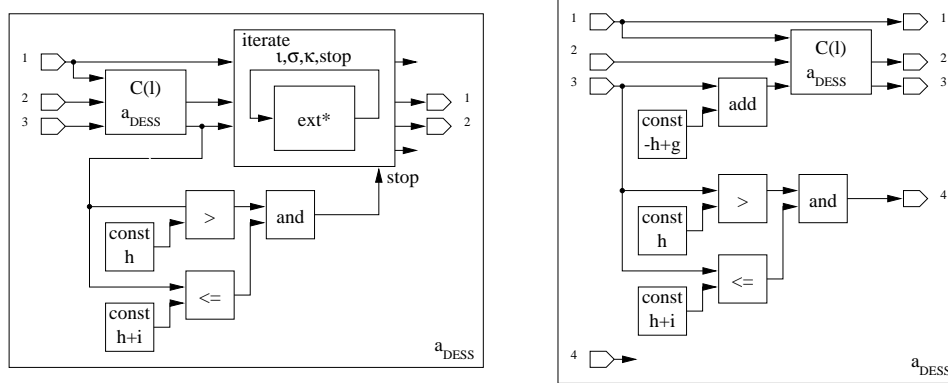 iterate
ι,σ,κ,stop
1
C(l)
a_DESS
2
3
ext*
1
2
stop
>
and
const
h
<=
const
h+i
a_DESS
1
1
2
C(l)
a_DESS
2
3
3
add
const
-h+g
>
and
4
const
h
<=
const
h+i
4
a_DESS